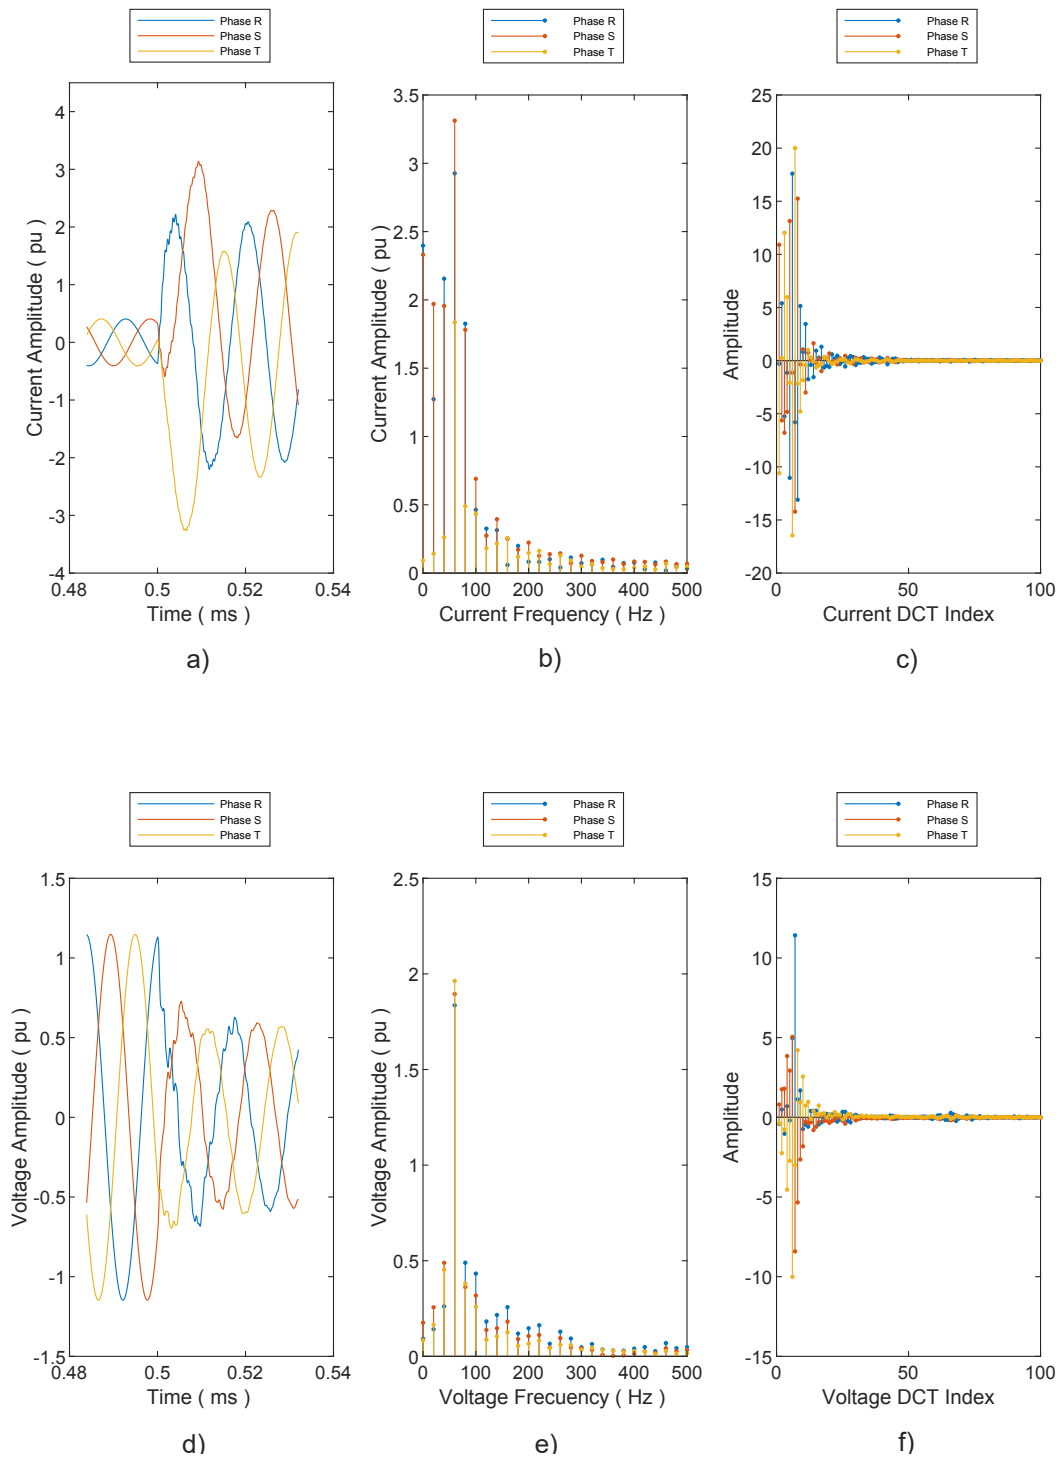 Phase R
Phase S
Phase T
Phase R
Phase S
Phase T
Phase R
Phase S
Phase T
4
3
2
1
0
-1
-2
-3
-4
0.48
0.5
0.52
0.54
Current Amplitude ( pu )
Time ( ms )
a)
3.5
3
2.5
2
1.5
1
0.5
0
0
100
200
300
400
500
Current Amplitude ( pu )
Current Frequency ( Hz )
b)
25
20
15
10
5
0
-5
-10
-15
-20
0
50
100
Amplitude
Current DCT Index
c)
Phase R
Phase S
Phase T
Phase R
Phase S
Phase T
Phase R
Phase S
Phase T
1.5
1
0.5
0
-0.5
-1
-1.5
0.48
0.5
0.52
0.54
Voltage Amplitude ( pu )
Time ( ms )
d)
2.5
2
1.5
1
0.5
0
0
100
200
300
400
500
Voltage Amplitude ( pu )
Voltage Frecuency ( Hz )
e)
15
10
5
0
-5
-10
-15
0
50
100
Amplitude
Voltage DCT Index
f)